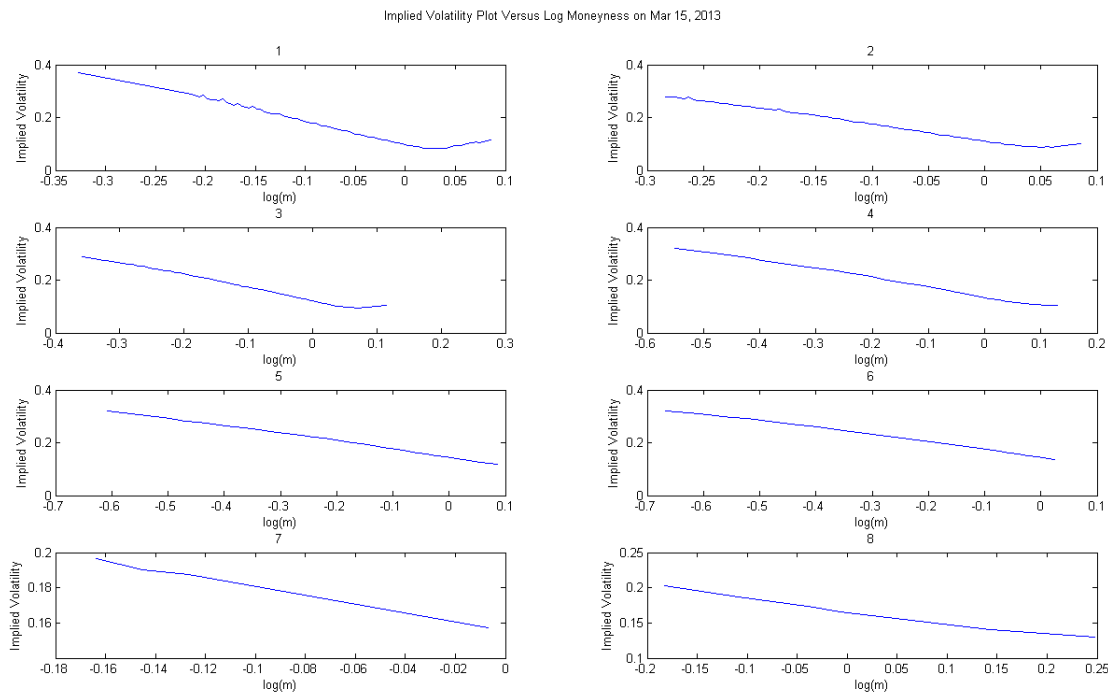 Implied Volatility Plot Versus Log Moneyness on Mar 15, 2013
1
Implied Volatility
0.4
0.2
0
-0.35 -0.3 -0.25 -0.2 -0.15 -0.1 -0.05 0 0.05 0.1
log(m)
2
Implied Volatility
0.4
0.2
0
-0.3 -0.25 -0.2 -0.15 -0.1 -0.05 0 0.05 0.1
log(m)
3
Implied Volatility
0.4
0.2
0
-0.4 -0.3 -0.2 -0.1 0 0.1 0.2 0.3
log(m)
4
Implied Volatility
0.4
0.2
0
-0.6 -0.5 -0.4 -0.3 -0.2 -0.1 0 0.1 0.2
log(m)
5
Implied Volatility
0.4
0.2
0
-0.7 -0.6 -0.5 -0.4 -0.3 -0.2 -0.1 0 0.1
log(m)
6
Implied Volatility
0.4
0.2
0
-0.7 -0.6 -0.5 -0.4 -0.3 -0.2 -0.1 0 0.1
log(m)
7
Implied Volatility
0.2
0.18
0.16
-0.18 -0.16 -0.14 -0.12 -0.1 -0.08 -0.06 -0.04 -0.02 0
log(m)
8
Implied Volatility
0.25
0.2
0.15
0.1
-0.2 -0.15 -0.1 -0.05 0 0.05 0.1 0.15 0.2 0.25
log(m)